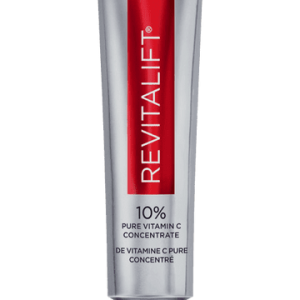 REVITALIFT®
10%
PURE VITAMIN C
CONCENTRATE
DE VITAMINE C PURE
CONCENTRÉ